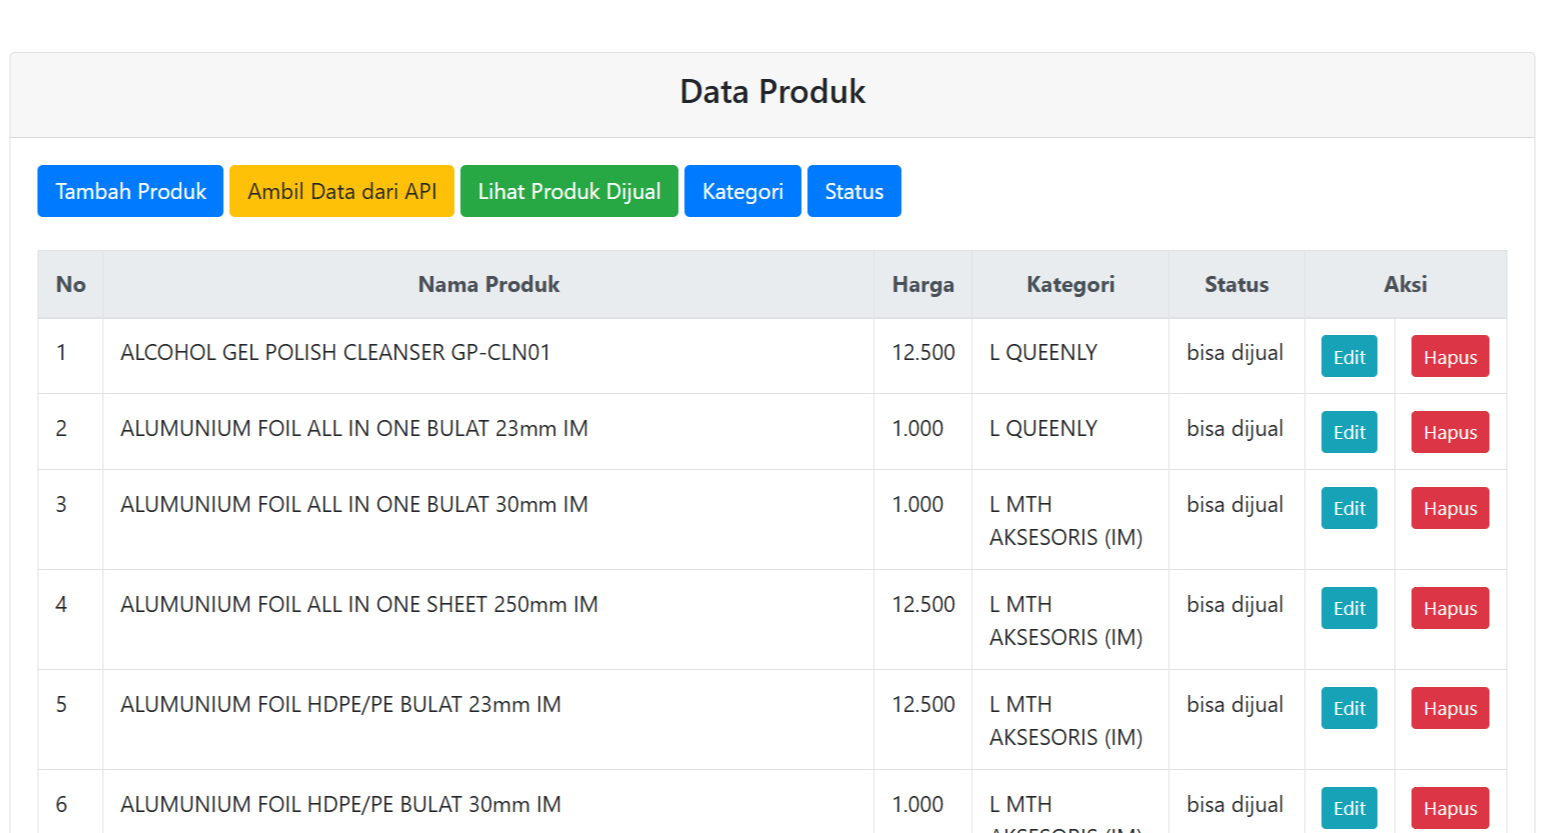 Data Produk
Tambah Produk Ambil Data dari API Lihat Produk Dijual Kategori Status
No Nama Produk Harga Kategori Status Aksi
1 ALCOHOL GEL POLISH CLEANSER GP-CLN01 12.500 L QUEENLY bisa dijual Edit Hapus
2 ALUMUNIUM FOIL ALL IN ONE BULAT 23mm IM 1.000 L QUEENLY bisa dijual Edit Hapus
3 ALUMUNIUM FOIL ALL IN ONE BULAT 30mm IM 1.000 L MTH bisa dijual Edit Hapus
AKSESORIS (IM)
4 ALUMUNIUM FOIL ALL IN ONE SHEET 250mm IM 12.500 L MTH bisa dijual Edit Hapus
AKSESORIS (IM)
5 ALUMUNIUM FOIL HDPE/PE BULAT 23mm IM 12.500 L MTH bisa dijual Edit Hapus
AKSESORIS (IM)
6 ALUMUNIUM FOIL HDPE/PE BULAT 30mm IM 1.000 L MTH bisa dijual Edit Hapus
AKSESORIS (IM)